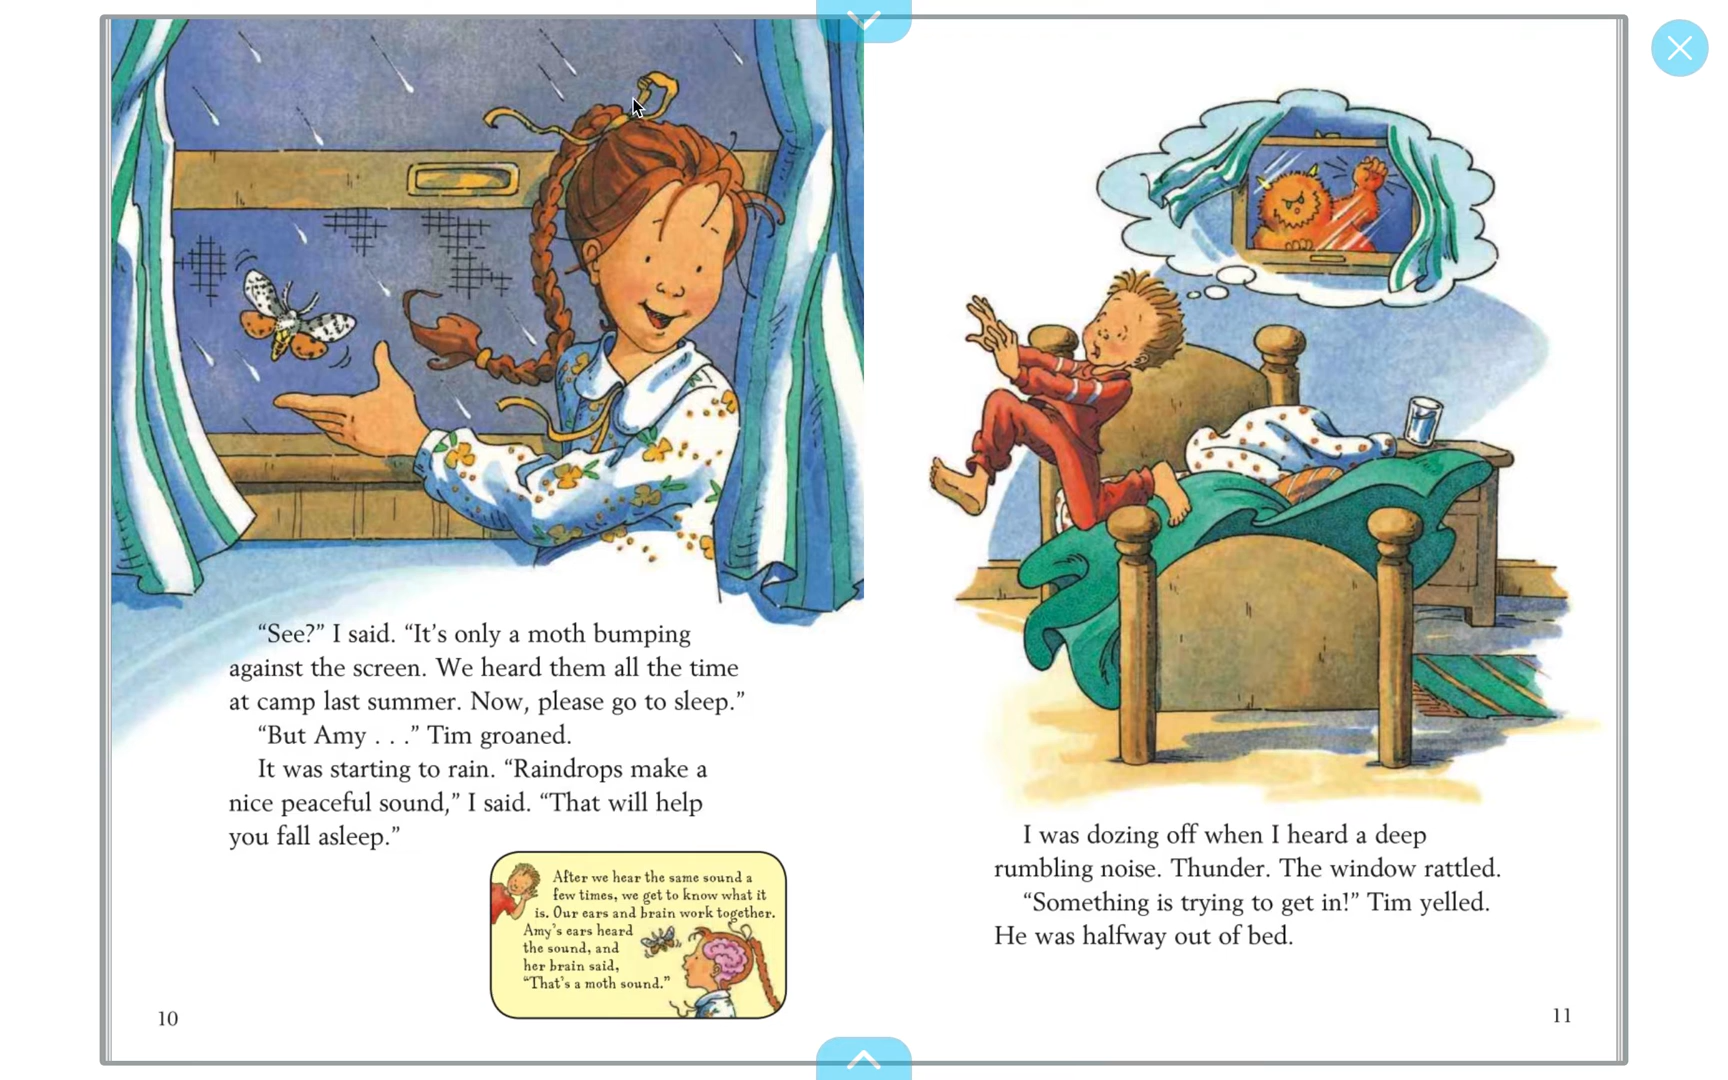 “See?” I said. “It’s only a moth bumping
against the screen. We heard them all the time
at camp last summer. Now, please go to sleep.”
“But Amy . . .” Tim groaned.
It was starting to rain. “Raindrops make a
nice peaceful sound,” I said. “That will help
you fall asleep.”
After we hear the same sound a
few times, we get to know what it
is. Our ears and brain work together.
Amy’s ears heard
the sound, and
her brain said,
“That’s a moth sound.”
10
I was dozing off when I heard a deep
rumbling noise. Thunder. The window rattled.
“Something is trying to get in!” Tim yelled.
He was halfway out of bed.
11